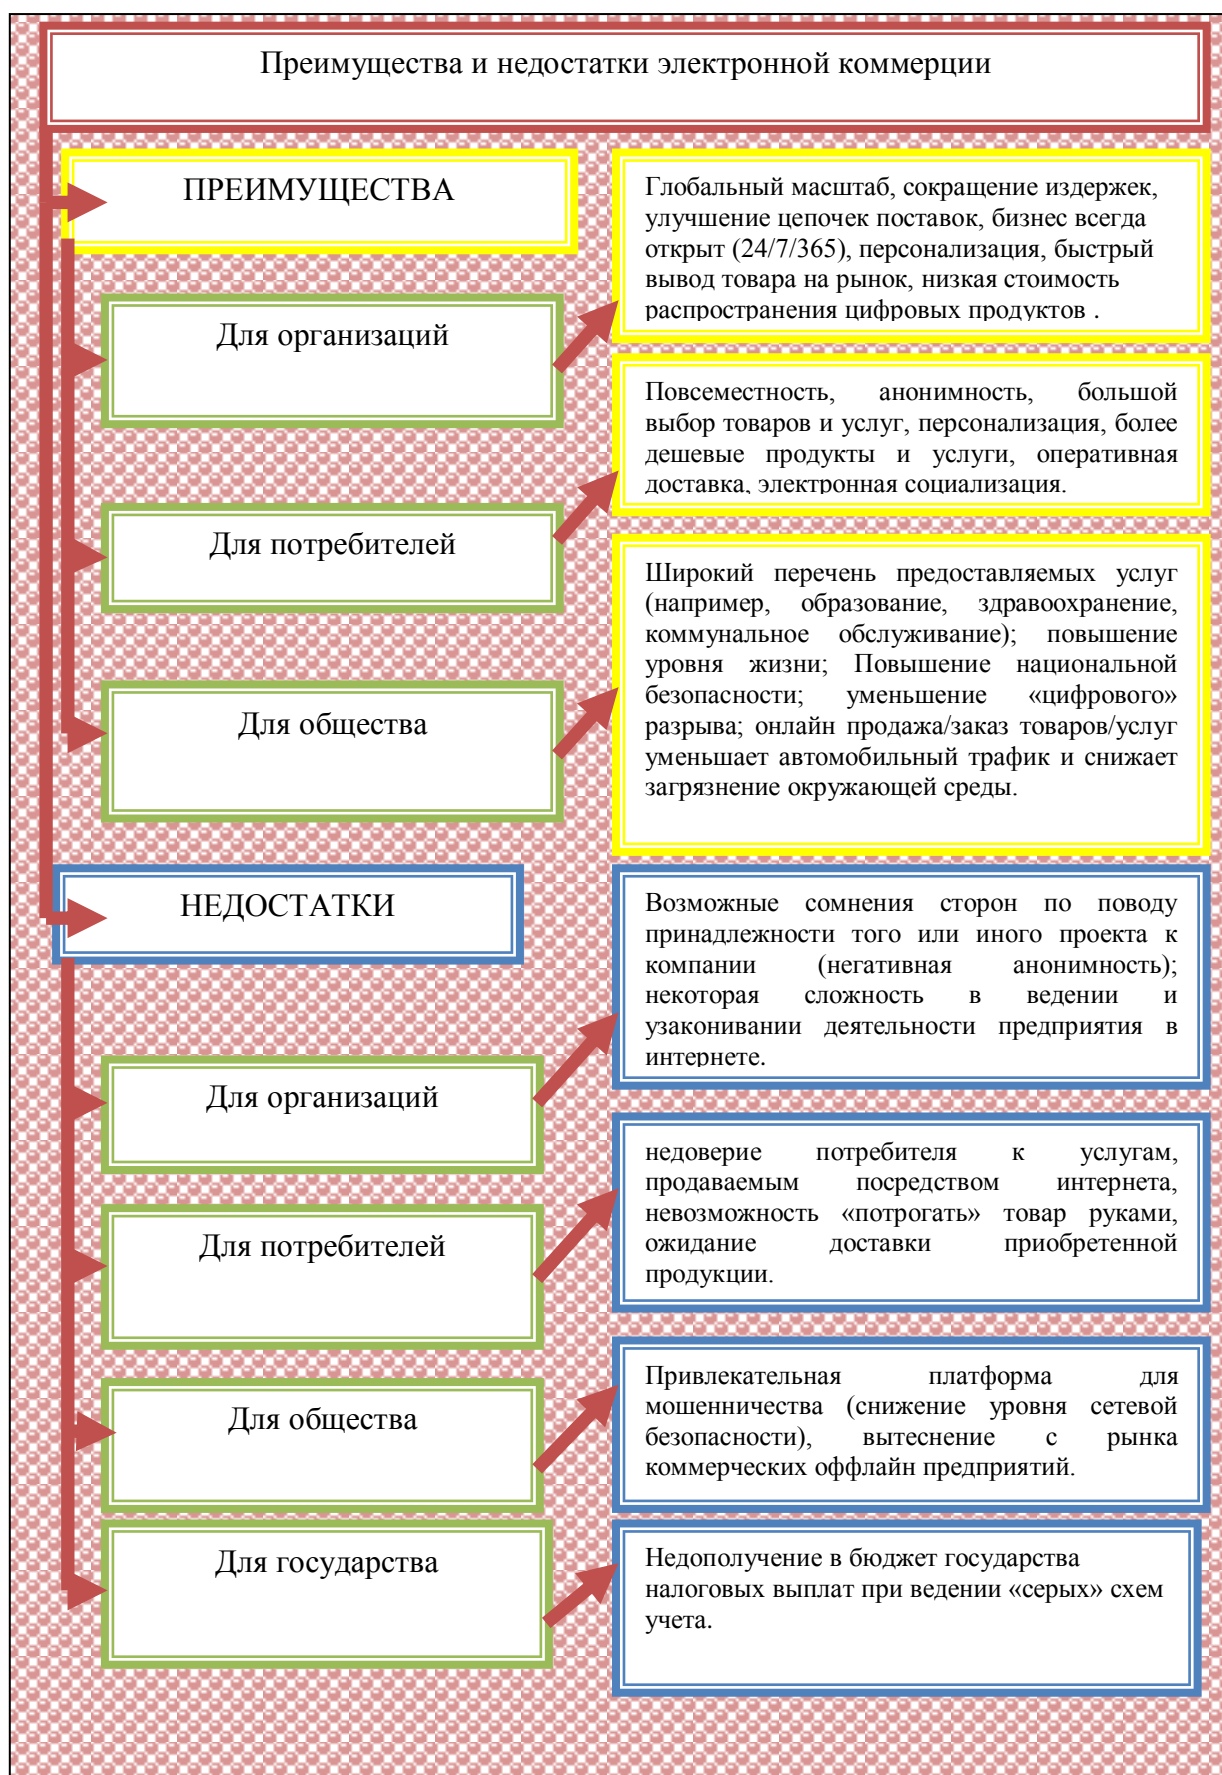 Преимущества и недостатки электронной коммерции
ПРЕИМУЩЕСТВА
Глобальный масштаб, сокращение издержек,
улучшение цепочек поставок, бизнес всегда
открыт (24/7/365), персонализация, быстрый
вывод товара на рынок, низкая стоимость
распространения цифровых продуктов .
Для организаций
Повсеместность, анонимность, большой
выбор товаров и услуг, персонализация, более
дешевые продукты и услуги, оперативная
доставка, электронная социализация.
Для потребителей
Широкий перечень предоставляемых услуг
(например, образование, здравоохранение,
коммунальное обслуживание); повышение
уровня жизни; Повышение национальной
безопасности; уменьшение «цифрового»
разрыва; онлайн продажа/заказ товаров/услуг
уменьшает автомобильный трафик и снижает
загрязнение окружающей среды.
Для общества
НЕДОСТАТКИ
Возможные сомнения сторон по поводу
принадлежности того или иного проекта к
компании (негативная анонимность);
некоторая сложность в ведении и
узаконивании деятельности предприятия в
интернете.
Для организаций
недоверие потребителя к услугам,
продаваемым посредством интернета,
невозможность «потрогать» товар руками,
ожидание доставки приобретенной
продукции.
Для потребителей
Привлекательная платформа для
мошенничества (снижение уровня сетевой
безопасности), вытеснение с рынка
коммерческих оффлайн предприятий.
Для общества
Недополучение в бюджет государства
налоговых выплат при ведении «серых» схем
учета.
Для государства